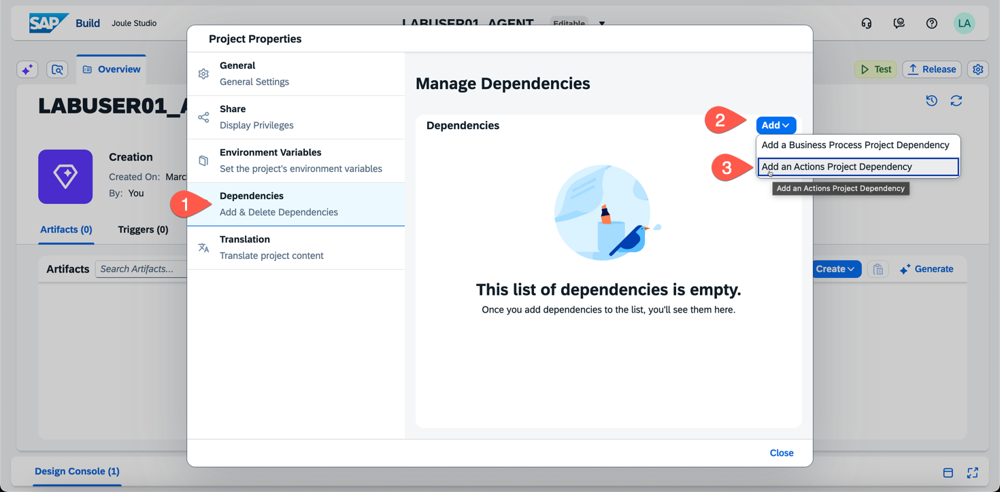 SAP Build Joule Studio
LABUSER01_AGENT Editable
LA
Overview
Test
Release
LABUSER01_A
Creation
Created On: Marc
By: You
Artifacts (0)
Triggers (0)
Artifacts
Search Artifacts...
Create
Generate
Design Console (1)
Project Properties
General
General Settings
Share
Display Privileges
Environment Variables
Set the project's environment variables
1
Dependencies
Add & Delete Dependencies
Translation
Translate project content
Manage Dependencies
Dependencies
2
Add
Add a Business Process Project Dependency
3
Add an Actions Project Dependency
Add an Actions Project Dependency
This list of dependencies is empty.
Once you add dependencies to the list, you'll see them here.
Close